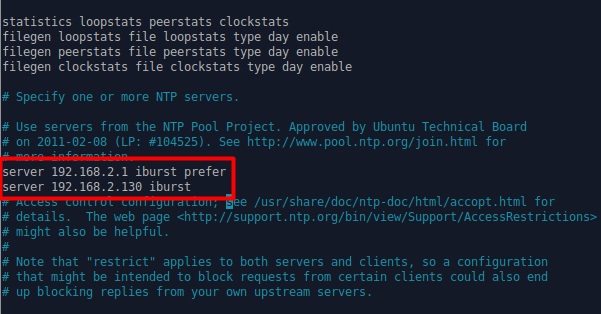 statistics loopstats peerstats clockstats
filegen loopstats file loopstats type day enable
filegen peerstats file peerstats type day enable
filegen clockstats file clockstats type day enable
# Specify one or more NTP servers.
# Use servers from the NTP Pool Project. Approved by Ubuntu Technical Board
# on 2011-02-08 (LP: #104525). See http://www.pool.ntp.org/join.html for
# more information.
server 192.168.2.1 iburst prefer
server 192.168.2.130 iburst
# Access control configuration; see /usr/share/doc/ntp-doc/html/accopt.html for
# details.  The web page <http://support.ntp.org/bin/view/Support/AccessRestrictions>
# might also be helpful.
#
# Note that "restrict" applies to both servers and clients, so a configuration
# that might be intended to block requests from certain clients could also end
# up blocking replies from your own upstream servers.